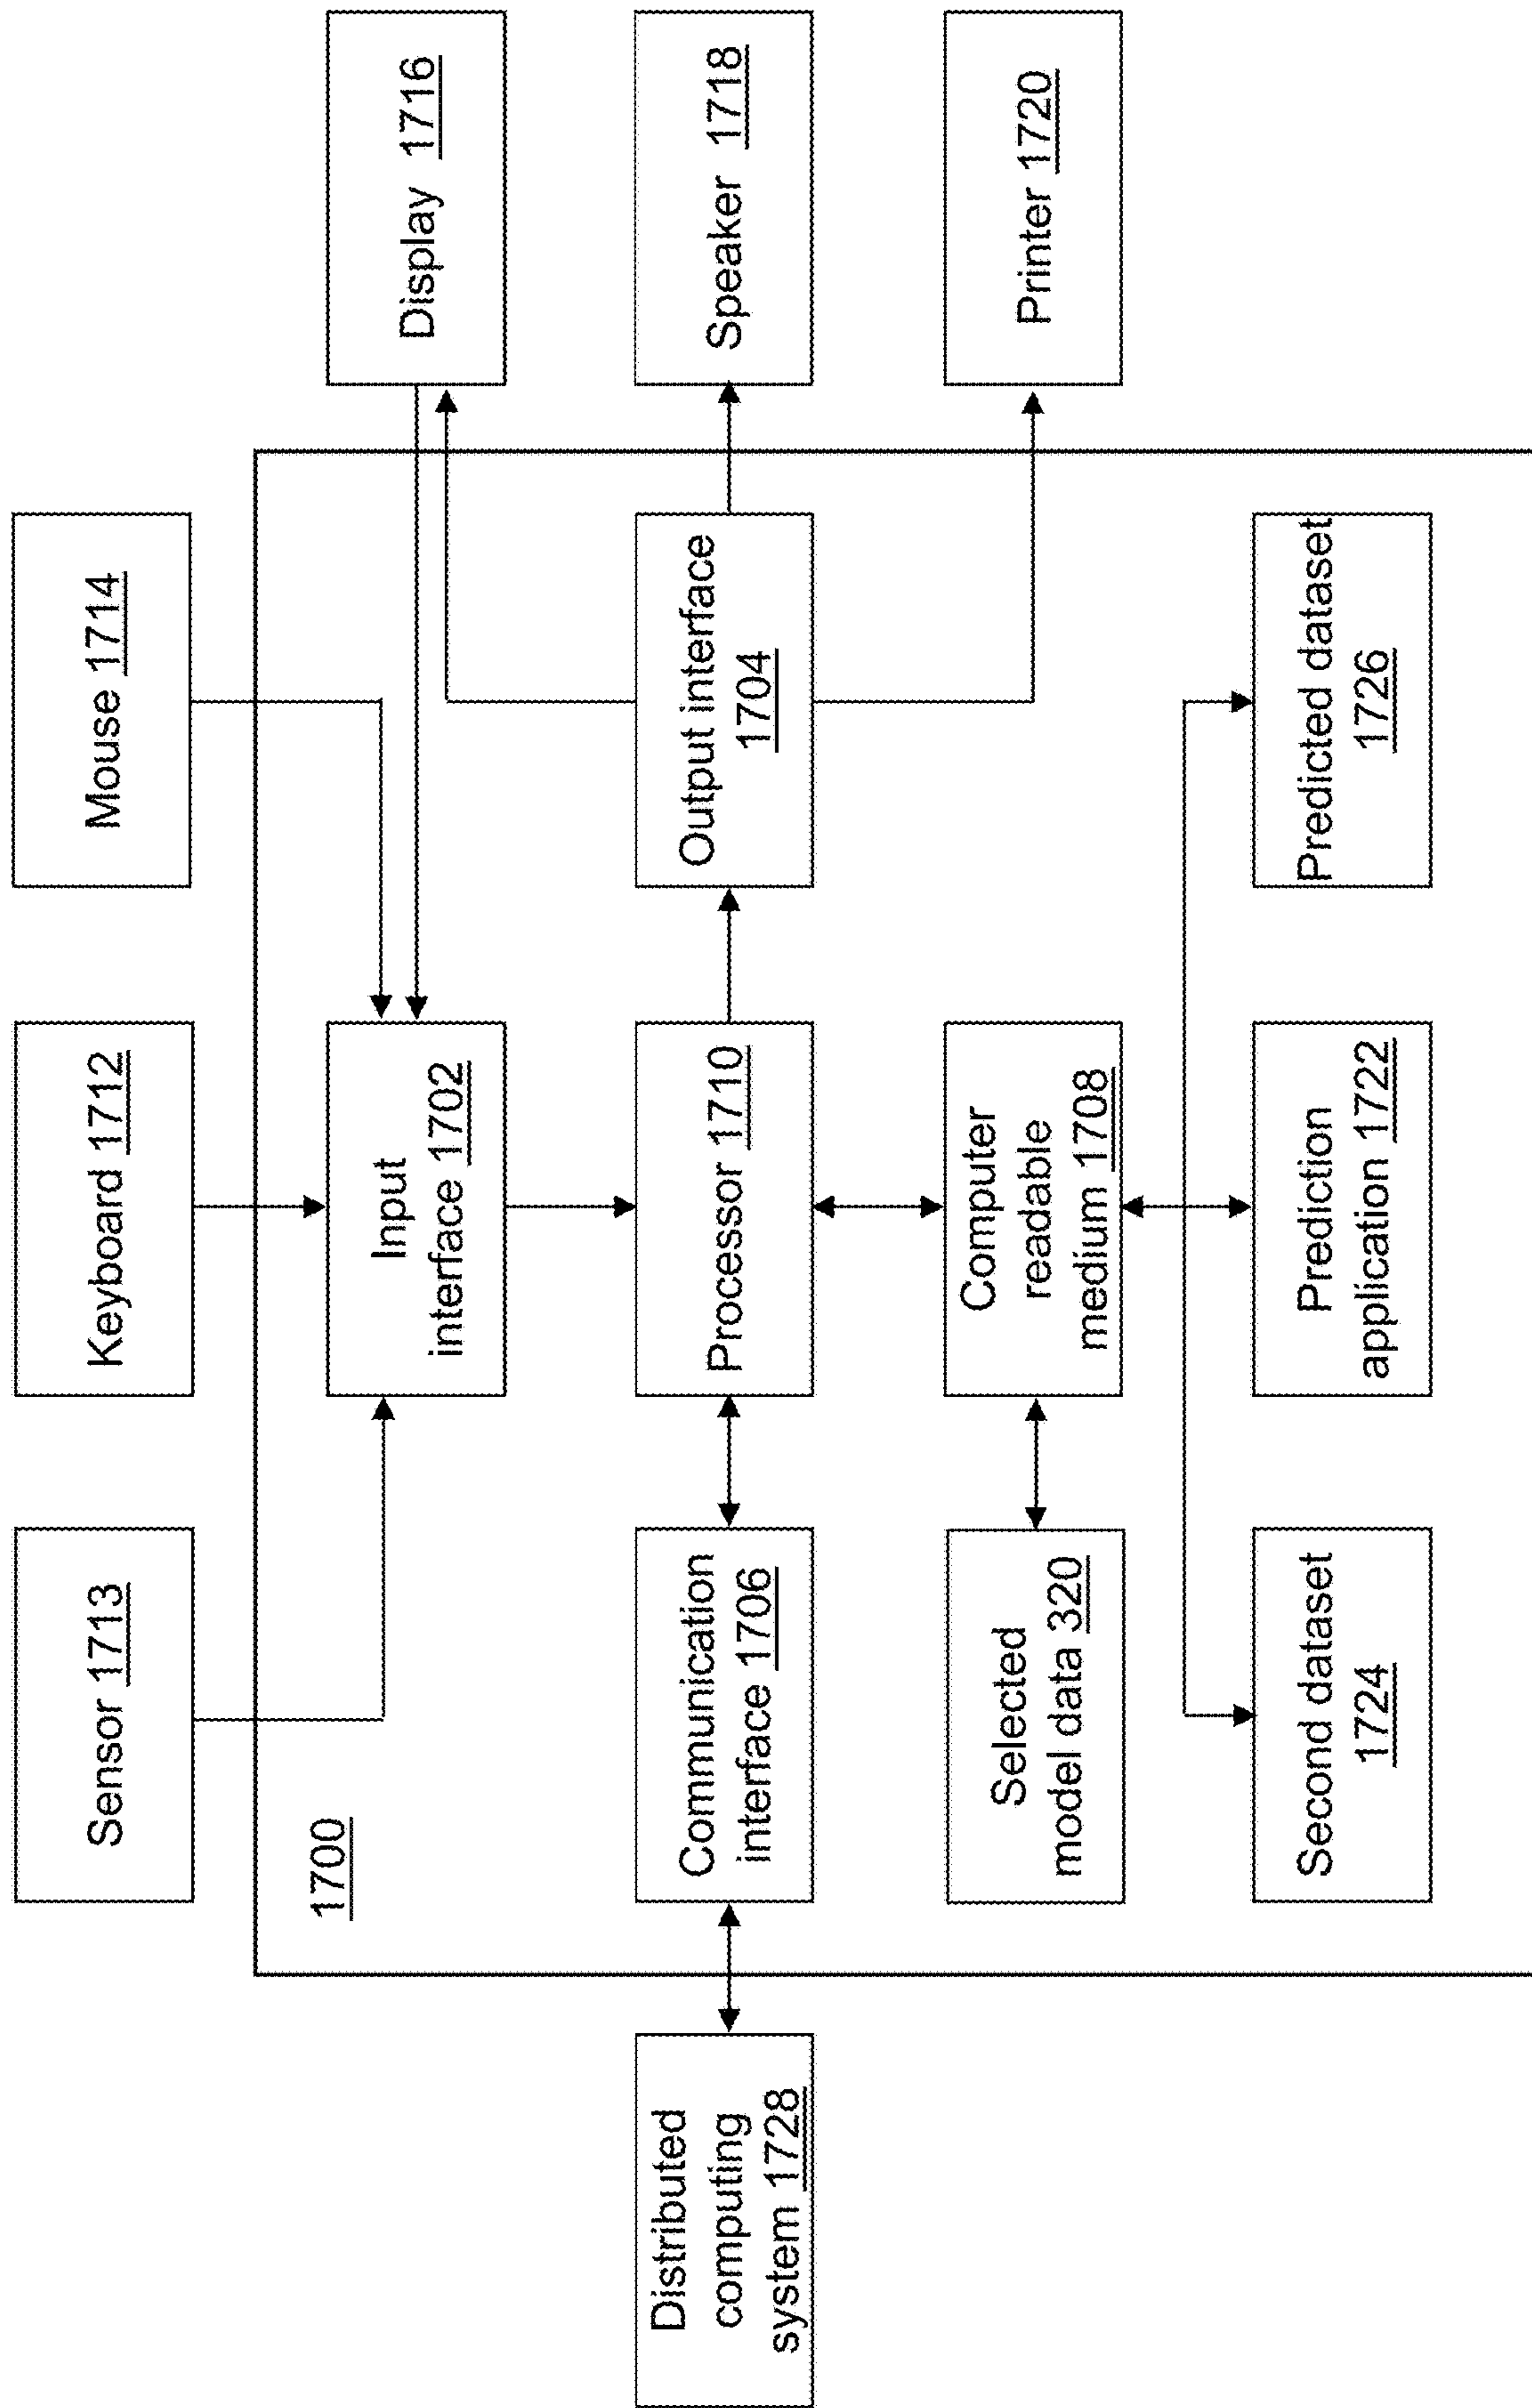 Sensor 1713
Keyboard 1712
Mouse 1714
1700
Input
interface 1702
Display 1716
Distributed
computing
system 1728
Communication
interface 1706
Processor 1710
Output interface
1704
Speaker 1718
Selected
model data 320
Computer
readable
medium 1708
Printer 1720
Second dataset
1724
Prediction
application 1722
Predicted dataset
1726